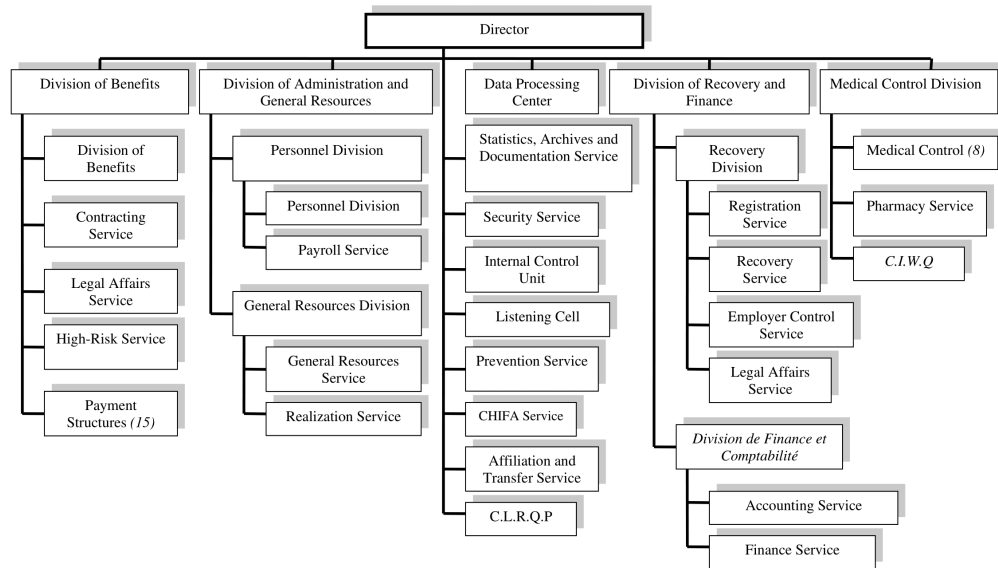 Director
Division of Benefits
Division of
Benefits
Contracting
Service
Legal Affairs
Service
High-Risk Service
Payment
Structures (15)
Division of Administration and
General Resources
Personnel Division
Personnel Division
Payroll Service
General Resources Division
General Resources
Service
Realization Service
Data Processing
Center
Statistics, Archives and
Documentation Service
Security Service
Internal Control
Unit
Listening Cell
Prevention Service
CHIFA Service
Affiliation and
Transfer Service
C.L.R.Q.P
Division of Recovery and
Finance
Recovery
Division
Registration
Service
Recovery
Service
Employer Control
Service
Legal Affairs
Service
Division de Finance et
Comptabilité
Accounting Service
Finance Service
Medical Control Division
Medical Control (8)
Pharmacy Service
C.I.W.Q